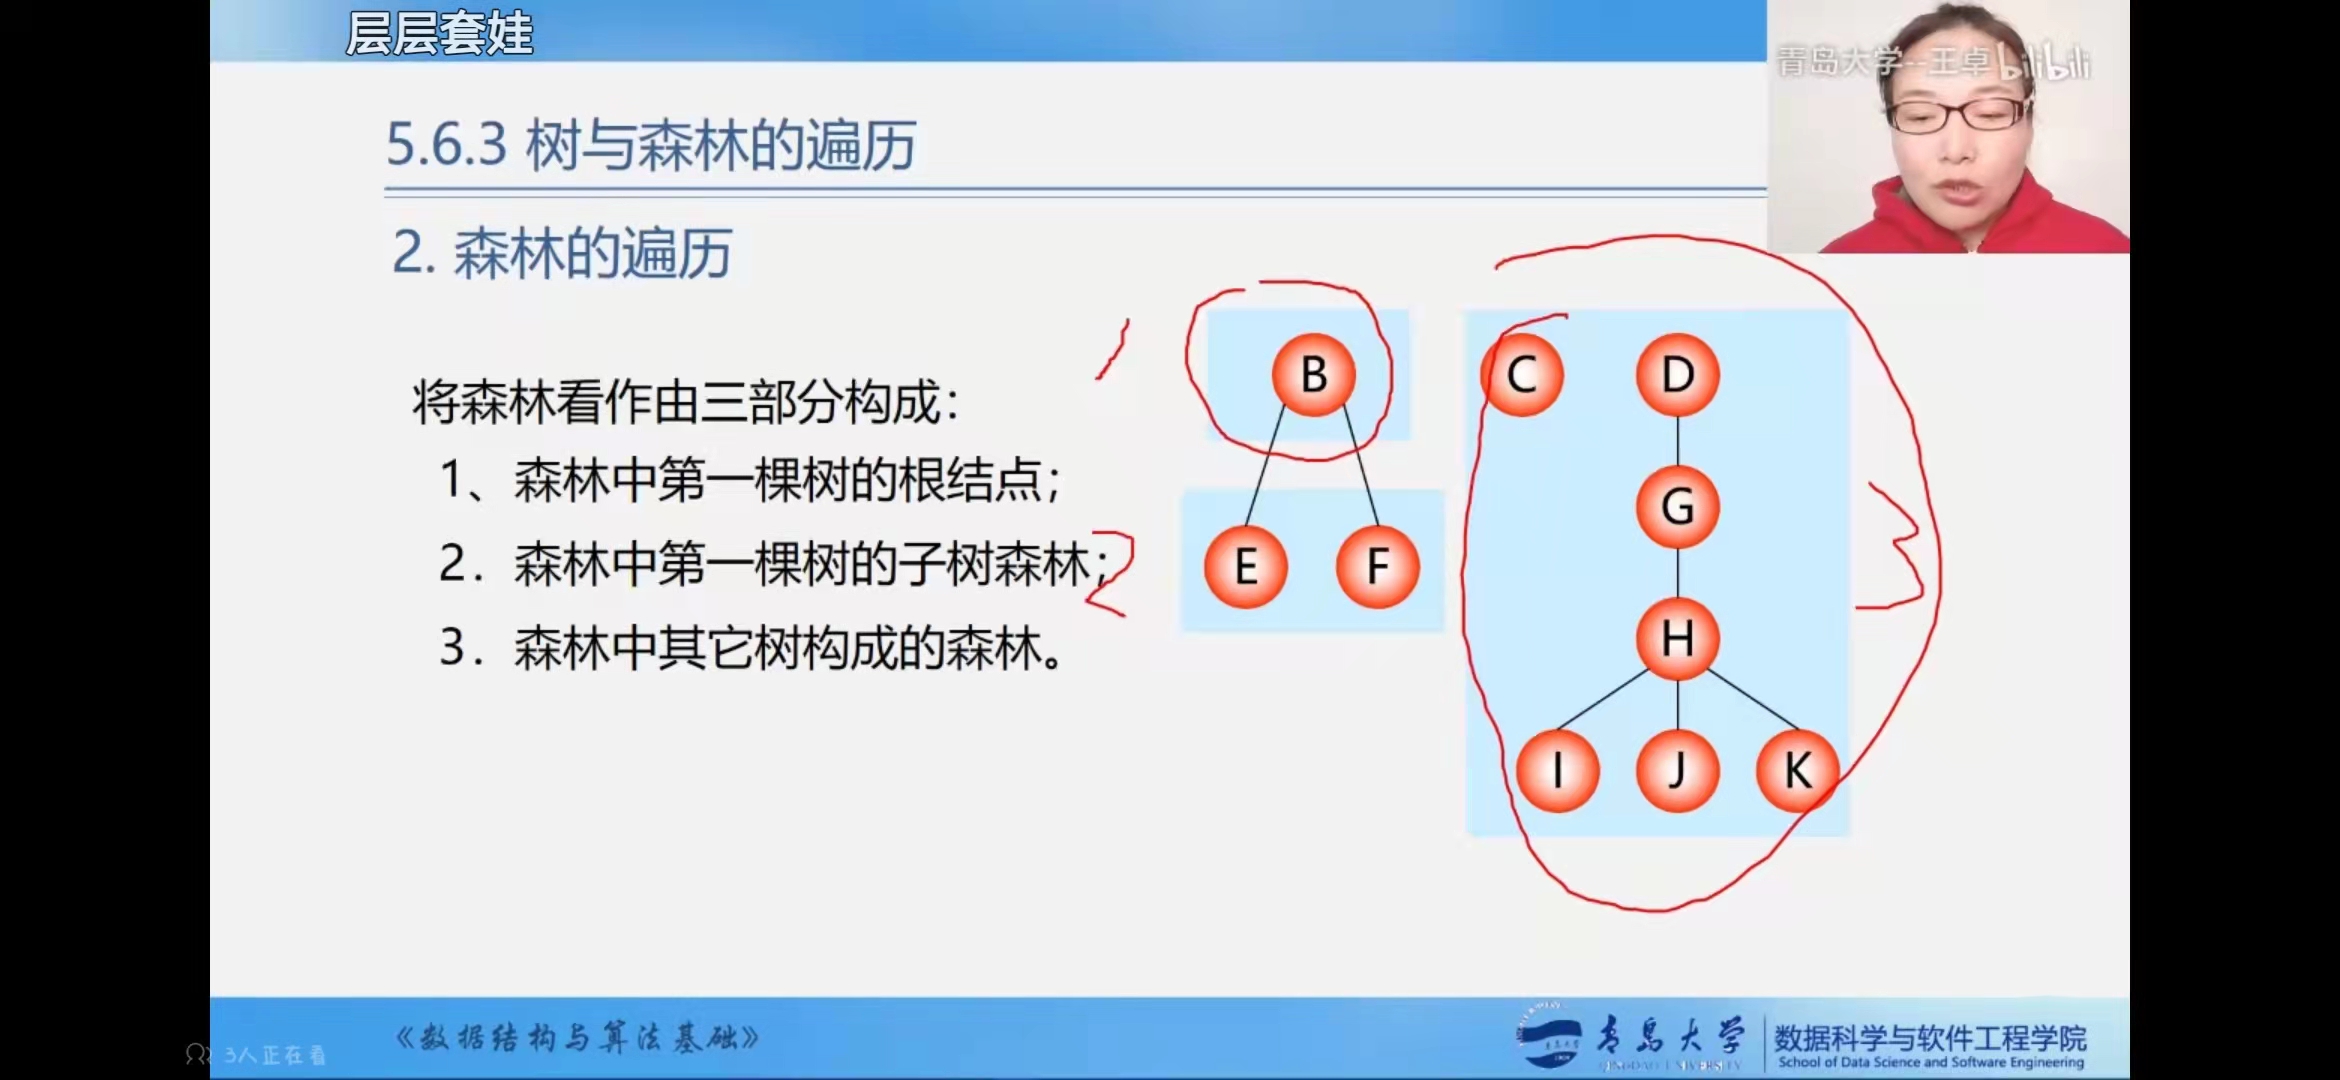 层层套娃
青岛大学--王卓 bilibili
5.6.3 树与森林的遍历
2. 森林的遍历
将森林看作由三部分构成：
1、森林中第一棵树的根结点；
2．森林中第一棵树的子树森林；
3．森林中其它树构成的森林。
1
2
3
B
C
D
G
E
F
H
I
J
K
《数据结构与算法基础》
青岛大学
QINGDAO UNIVERSITY
数据科学与软件工程学院
School of Data Science and Software Engineering
3人正在看